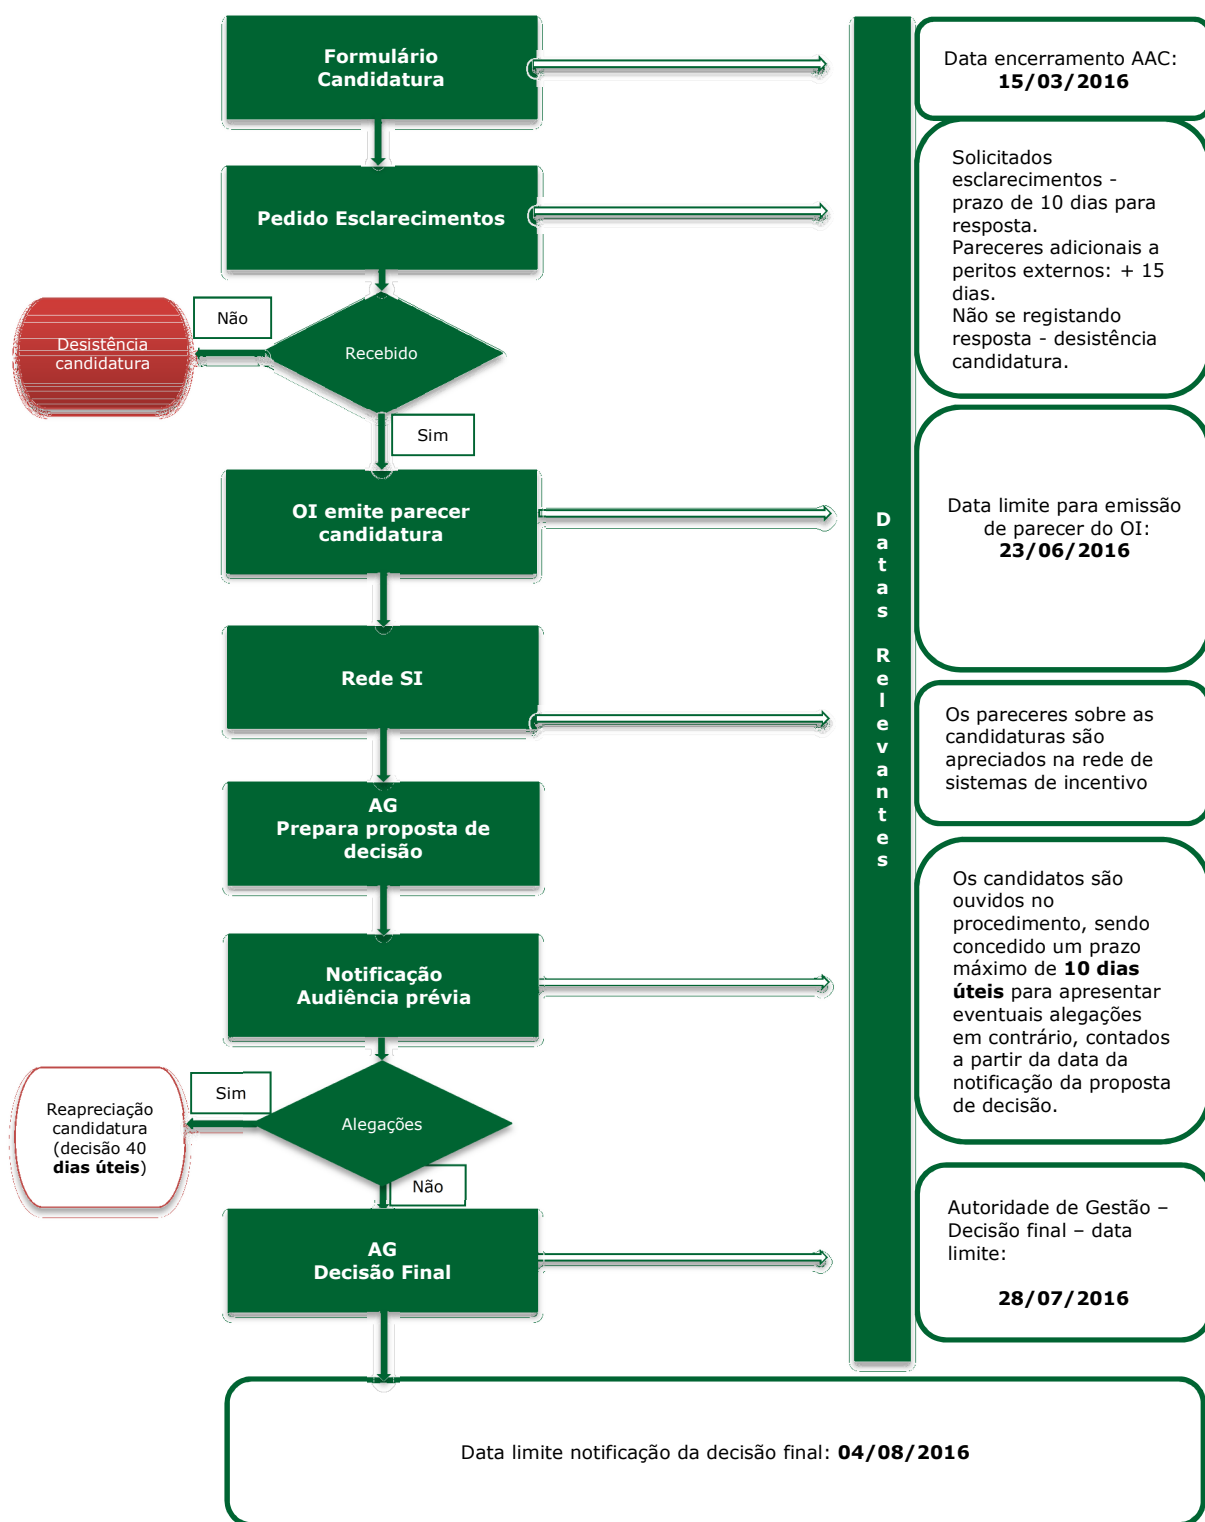 Formulário
Candidatura
Data encerramento AAC:
15/03/2016
Pedido Esclarecimentos
Solicitados
esclarecimentos -
prazo de 10 dias para
resposta.
Pareceres adicionais a
peritos externos: + 15
dias.
Não se registando
resposta - desistência
candidatura.
Não
Desistência
candidatura
Recebido
Sim
OI emite parecer
candidatura
Data limite para emissão
de parecer do OI:
23/06/2016
Datas Relevantes
Rede SI
Os pareceres sobre as
candidaturas são
apreciados na rede de
sistemas de incentivo
AG
Prepara proposta de
decisão
Notificação
Audiência prévia
Os candidatos são
ouvidos no
procedimento, sendo
concedido um prazo
máximo de 10 dias
úteis para apresentar
eventuais alegações
em contrário, contados
a partir da data da
notificação da proposta
de decisão.
Sim
Reapreciação
candidatura
(decisão 40
dias úteis)
Alegações
Não
AG
Decisão Final
Autoridade de Gestão –
Decisão final – data
limite:
28/07/2016
Data limite notificação da decisão final: 04/08/2016